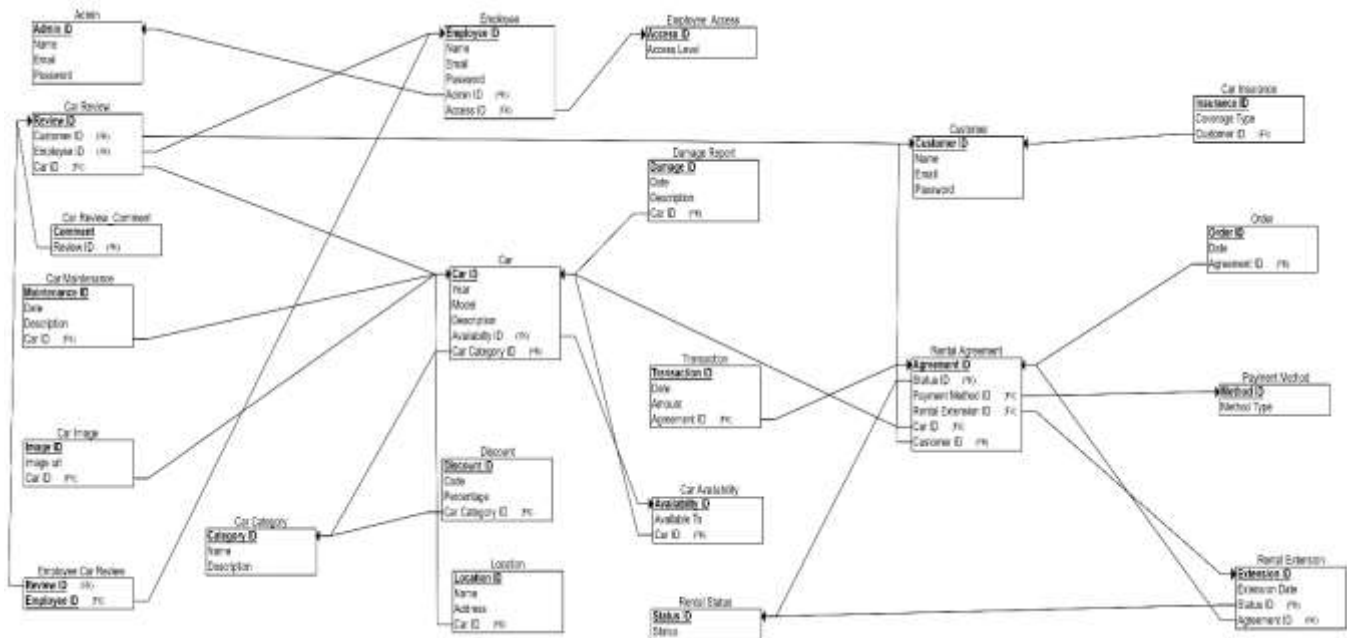 Admin
Admin ID
Name
Email
Password
Employee
Employee ID
Name
Email
Password
Admin ID (FK)
Access ID (FK)
Employee Access
Access ID
Access Level
Car Review
Review ID
Customer ID (FK)
Employee ID (FK)
Car ID (FK)
Car Insurance
Insurance ID
Coverage Type
Customer ID (FK)
Customer
Customer ID
Name
Email
Password
Damage Report
Damage ID
Date
Description
Car ID (FK)
Car Review Comment
Comment
Review ID (FK)
Order
Order ID
Date
Agreement ID (FK)
Car Maintenance
Maintenance ID
Date
Description
Car ID (FK)
Car
Car ID
Year
Model
Description
Availability ID (FK)
Car Category ID (FK)
Transaction
Transaction ID
Date
Amount
Agreement ID (FK)
Rental Agreement
Agreement ID
Status ID (FK)
Payment Method ID (FK)
Rental Extension ID (FK)
Car ID (FK)
Customer ID (FK)
Payment Method
Method ID
Method Type
Car Image
Image ID
Image url
Car ID (FK)
Discount
Discount ID
Code
Percentage
Car Category ID (FK)
Car Availability
Availability ID
Available To
Car ID (FK)
Car Category
Category ID
Name
Description
Employee Car Review
Review ID (FK)
Employee ID (FK)
Location
Location ID
Name
Address
Car ID (FK)
Rental Status
Status ID
Status
Rental Extension
Extension ID
Extension Date
Status ID (FK)
Agreement ID (FK)